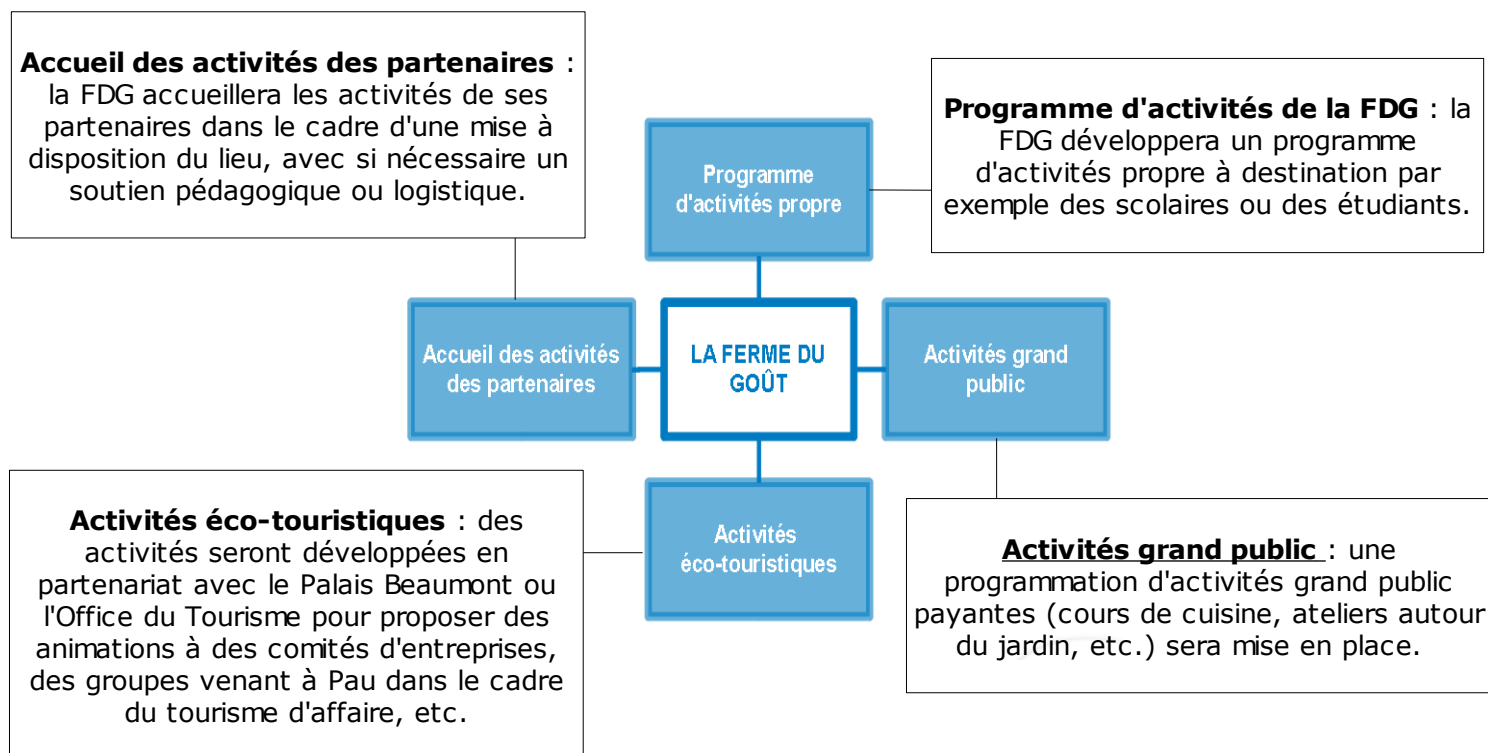 Accueil des activités des partenaires :
la FDG accueillera les activités de ses
partenaires dans le cadre d'une mise à
disposition du lieu, avec si nécessaire un
soutien pédagogique ou logistique.
Programme d'activités de la FDG : la
FDG développera un programme
d'activités propre à destination par
exemple des scolaires ou des étudiants.
Programme
d'activités propre
Accueil des activités
des partenaires
LA FERME DU
GOÛT
Activités grand
public
Activités
éco-touristiques
Activités éco-touristiques : des
activités seront développées en
partenariat avec le Palais Beaumont ou
l'Office du Tourisme pour proposer des
animations à des comités d'entreprises,
des groupes venant à Pau dans le cadre
du tourisme d'affaire, etc.
Activités grand public : une
programmation d'activités grand public
payantes (cours de cuisine, ateliers autour
du jardin, etc.) sera mise en place.